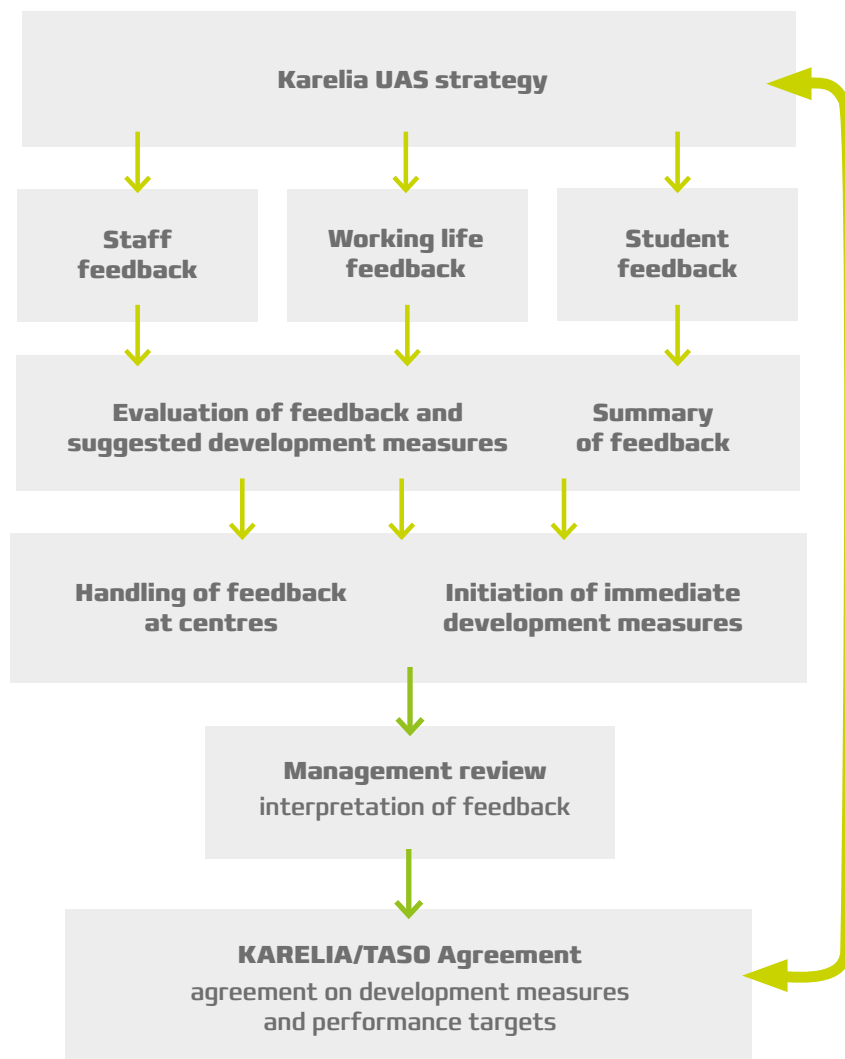 Karelia UAS strategy
Staff
feedback
Working life
feedback
Student
feedback
Evaluation of feedback and
suggested development measures
Summary
of feedback
Handling of feedback
at centres
Initiation of immediate
development measures
Management review
interpretation of feedback
KARELIA/TASO Agreement
agreement on development measures
and performance targets